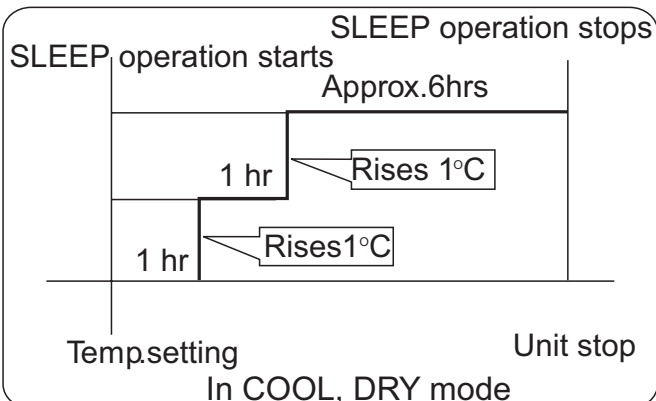 SLEEP operation stops
SLEEP operation starts
Approx.6hrs
1 hr
Rises 1°C
1 hr
Rises1°C
Temp.setting
Unit stop
In COOL, DRY mode